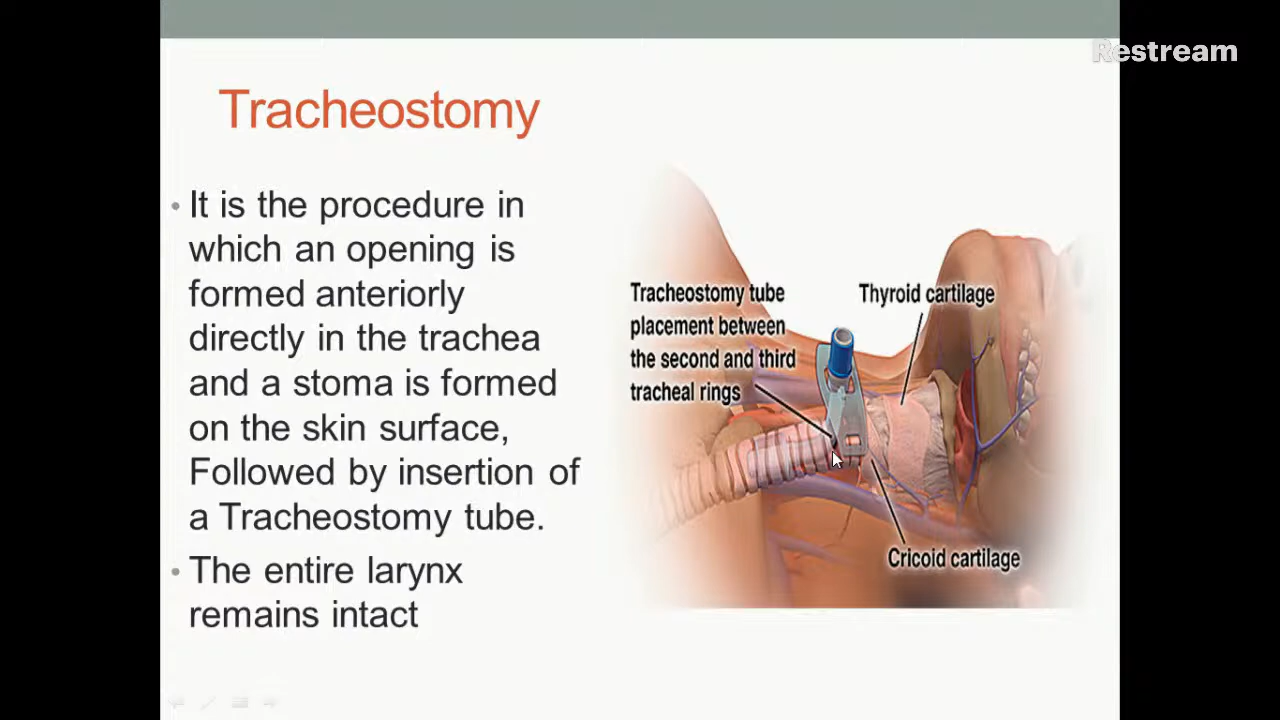 Restream
Tracheostomy
• It is the procedure in
which an opening is
formed anteriorly
directly in the trachea
and a stoma is formed
on the skin surface,
Followed by insertion of
a Tracheostomy tube.
• The entire larynx
remains intact
Tracheostomy tube
placement between
the second and third
tracheal rings
Thyroid cartilage
Cricoid cartilage